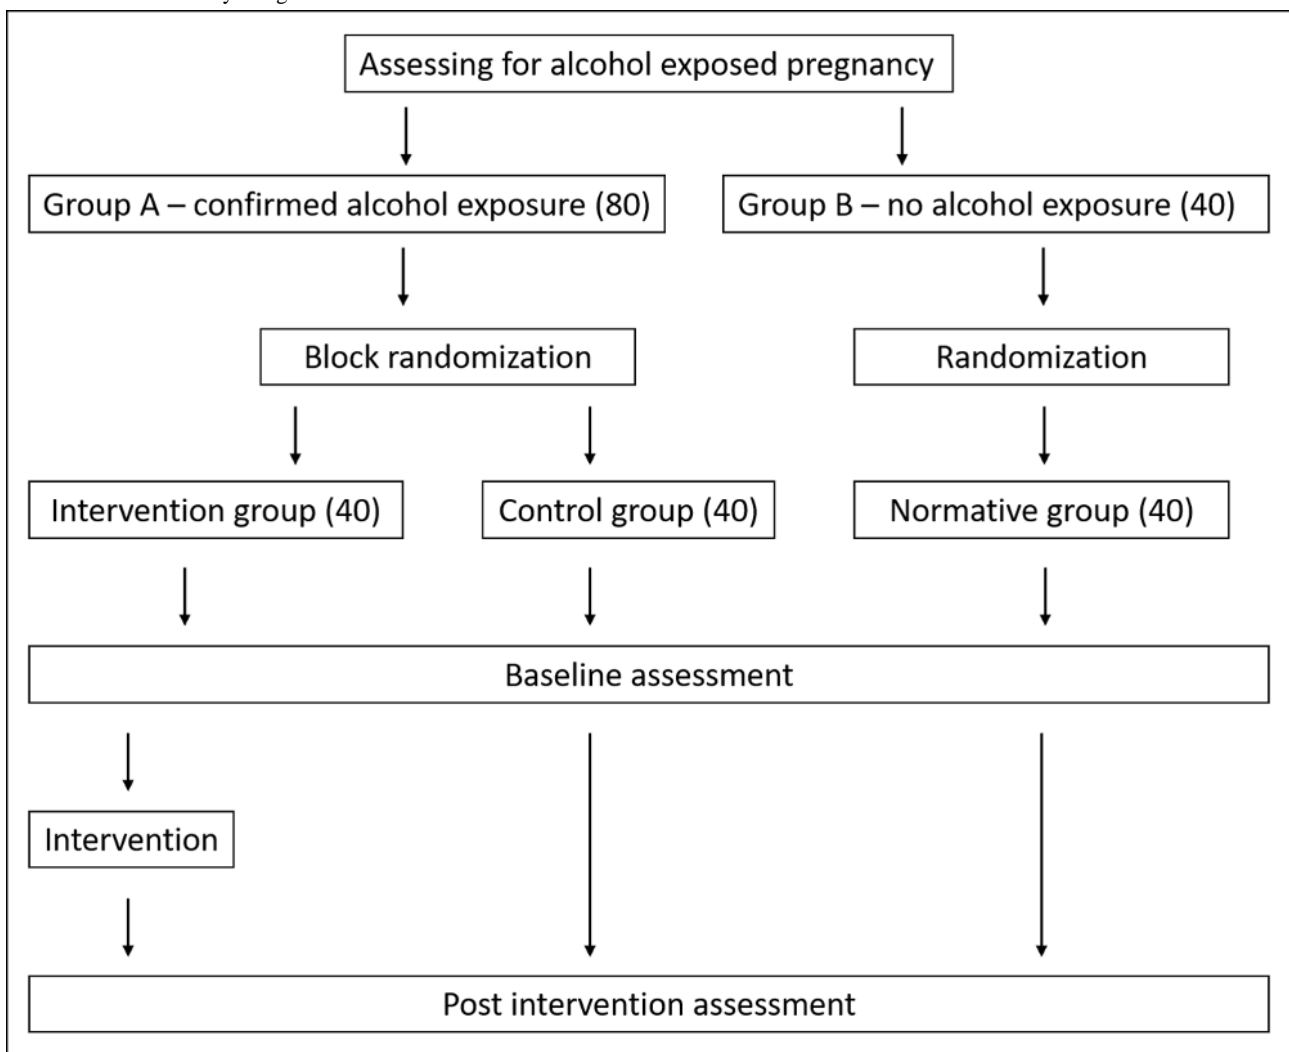 Assessing for alcohol exposed pregnancy
Group A – confirmed alcohol exposure (80)
Group B – no alcohol exposure (40)
Block randomization
Randomization
Intervention group (40)
Control group (40)
Normative group (40)
Baseline assessment
Intervention
Post intervention assessment